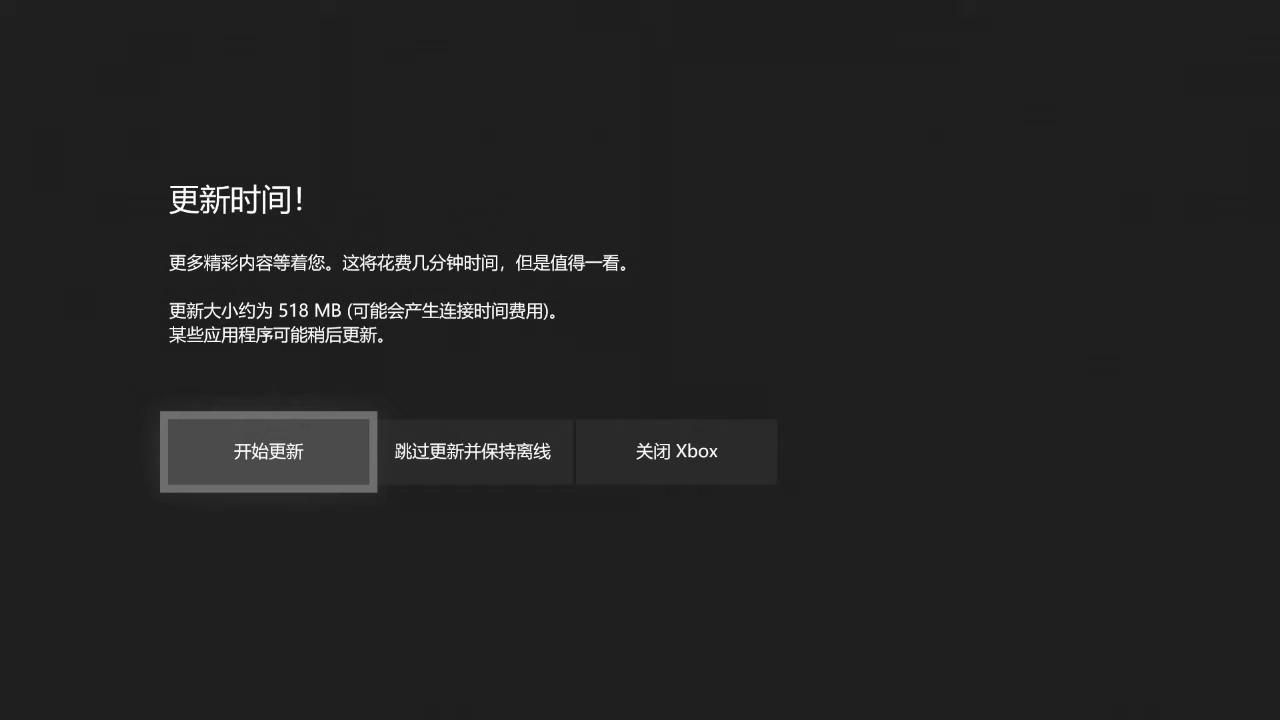 更新时间!
更多精彩内容等着您。这将花费几分钟时间，但是值得一看。
更新大小约为 518 MB (可能会产生连接时间费用)。
某些应用程序可能稍后更新。
开始更新
跳过更新并保持离线
关闭 Xbox